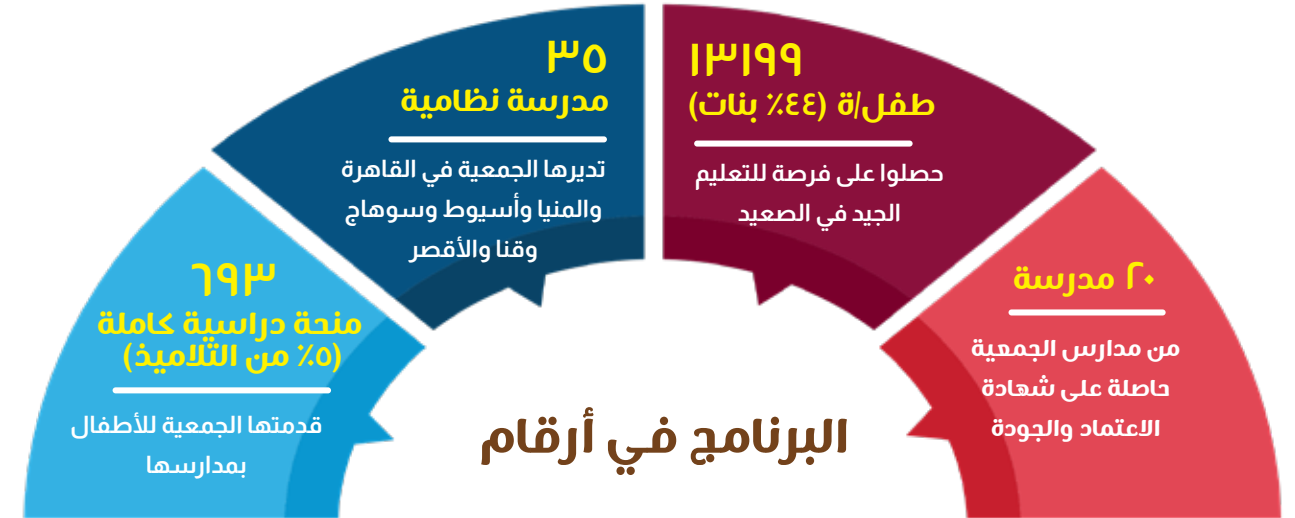 ٢٠ مدرسة
من مدارس الجمعية
حاصلة على شهادة
الاعتماد والجودة
١٣١٩٩
طفل/ة (٤٤٪ بنات)
حصلوا على فرصة للتعليم
الجيد في الصعيد
٣٥
مدرسة نظامية
تديرها الجمعية في القاهرة
والمنيا وأسيوط وسوهاج
وقنا والأقصر
٦٩٣
منحة دراسية كاملة
(٥٪ من التلاميذ)
قدمتها الجمعية للأطفال
بمدارسها
البرنامج في أرقام